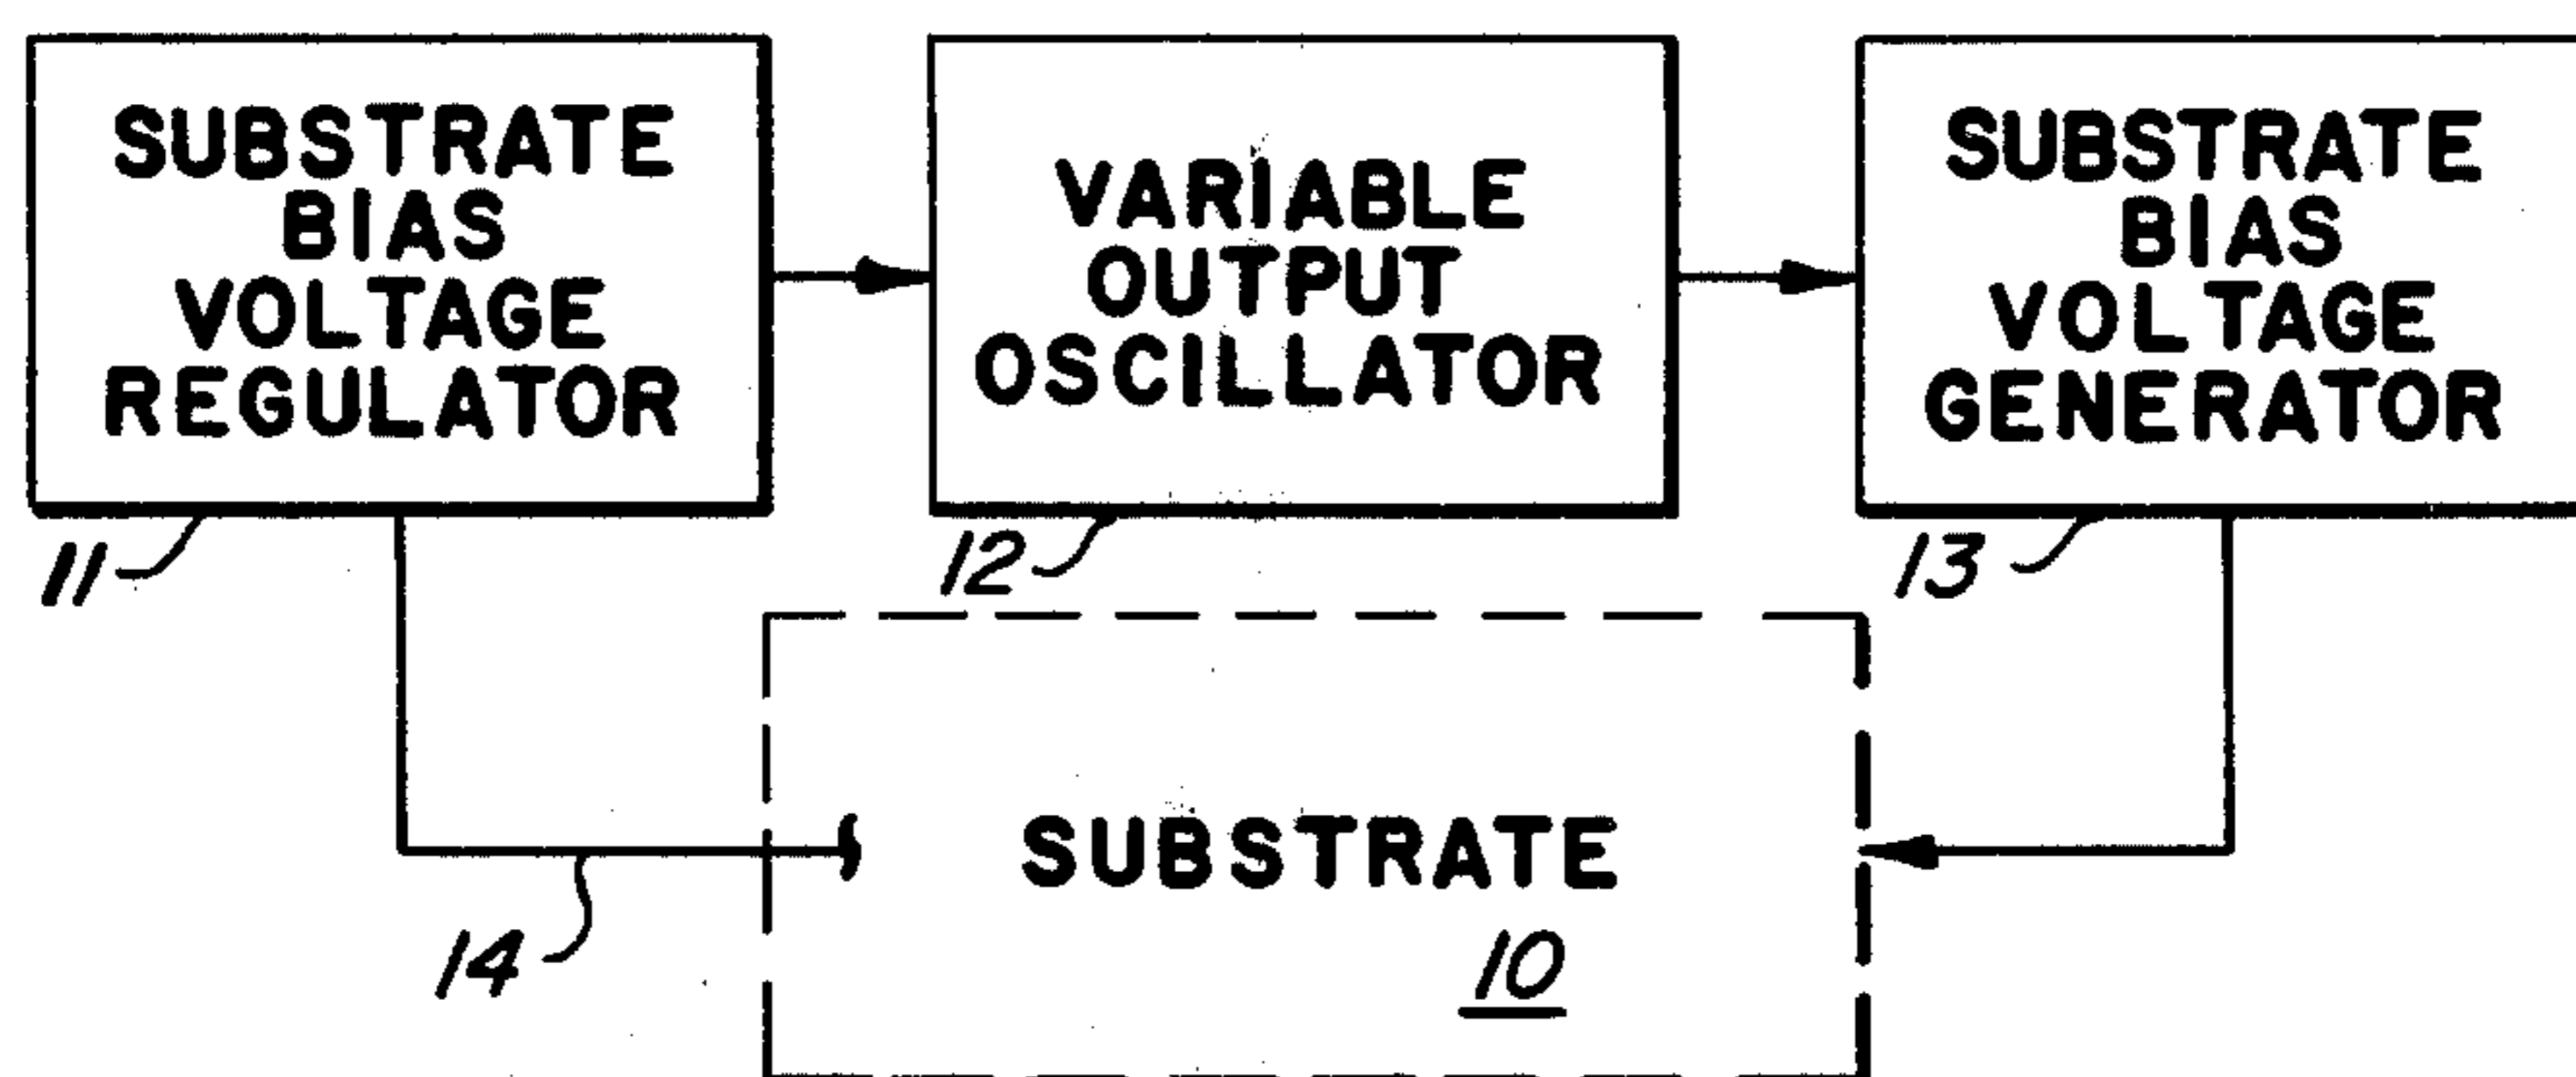 SUBSTRATE
BIAS
VOLTAGE
REGULATOR
VARIABLE
OUTPUT
OSCILLATOR
SUBSTRATE
BIAS
VOLTAGE
GENERATOR
11
12
13
SUBSTRATE
10
14